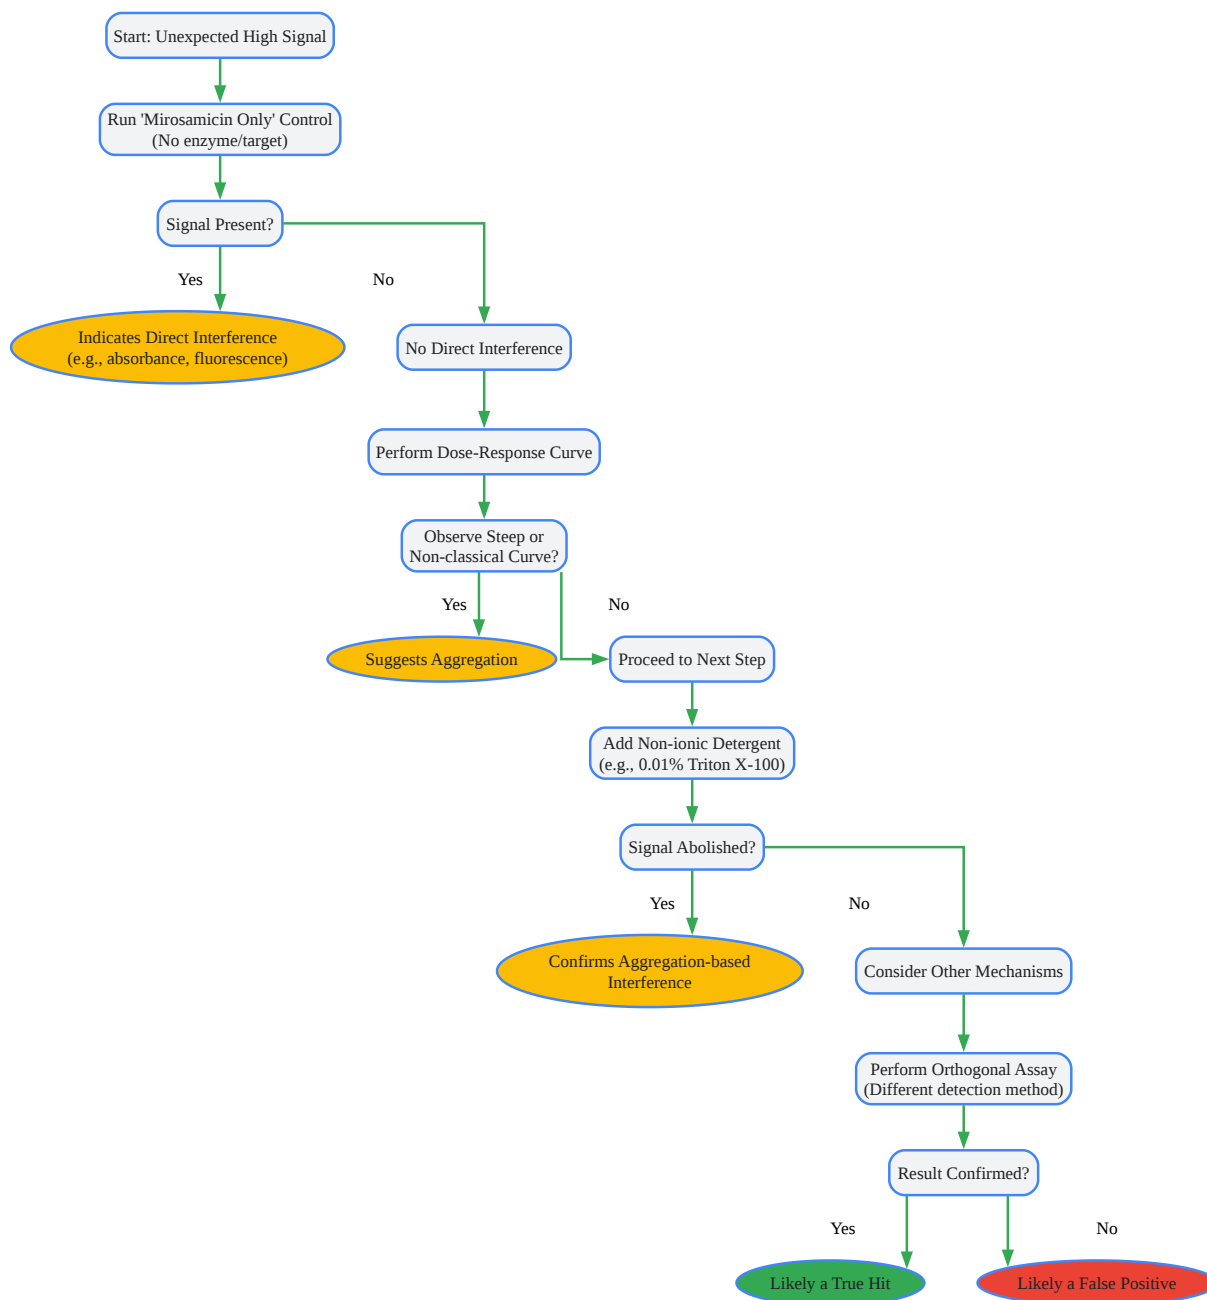 Start: Unexpected High Signal
Run 'Mirosamicin Only' Control
(No enzyme/target)
Signal Present?
Yes
No
Indicates Direct Interference
(e.g., absorbance, fluorescence)
No Direct Interference
Perform Dose-Response Curve
Observe Steep or
Non-classical Curve?
Yes
No
Suggests Aggregation
Proceed to Next Step
Add Non-ionic Detergent
(e.g., 0.01% Triton X-100)
Signal Abolished?
Yes
No
Confirms Aggregation-based
Interference
Consider Other Mechanisms
Perform Orthogonal Assay
(Different detection method)
Result Confirmed?
Yes
No
Likely a True Hit
Likely a False Positive